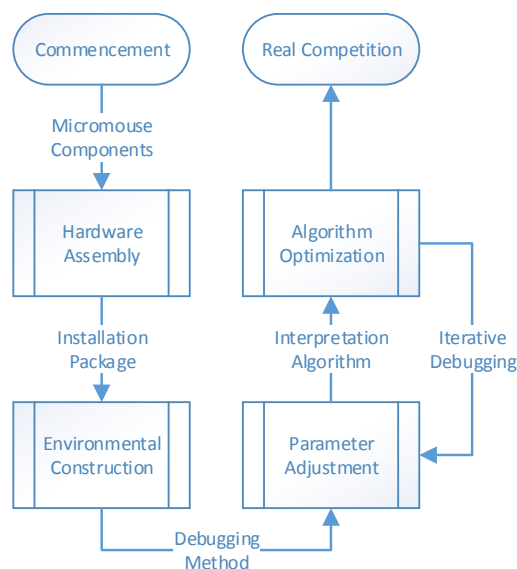 Commencement
Micromouse
Components
Hardware
Assembly
Installation
Package
Environmental
Construction
Debugging
Method
Parameter
Adjustment
Interpretation
Algorithm
Iterative
Debugging
Algorithm
Optimization
Real Competition